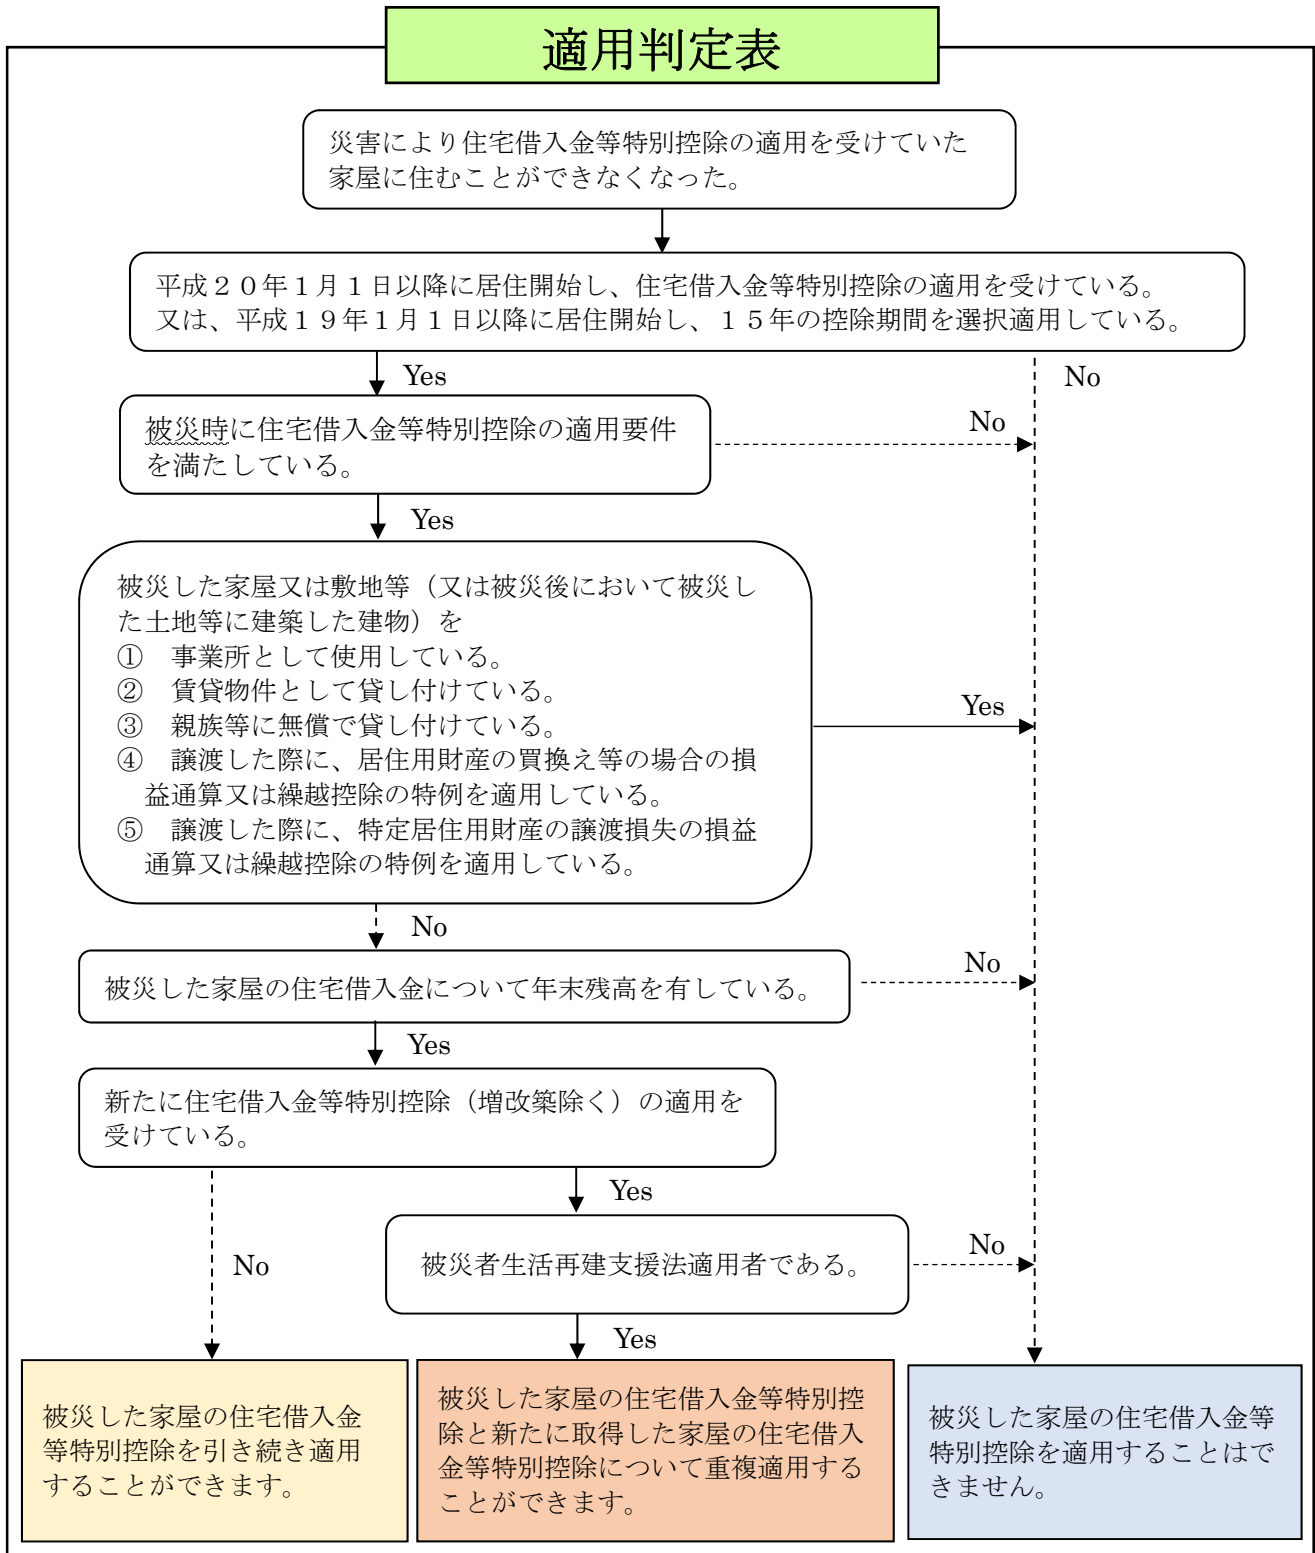 適用判定表
災害により住宅借入金等特別控除の適用を受けていた
家屋に住むことができなくなった。
平成２０年１月１日以降に居住開始し、住宅借入金等特別控除の適用を受けている。
又は、平成１９年１月１日以降に居住開始し、１５年の控除期間を選択適用している。
Yes
No
被災時に住宅借入金等特別控除の適用要件
を満たしている。
No
Yes
被災した家屋又は敷地等（又は被災後において被災し
た土地等に建築した建物）を
①　事業所として使用している。
②　賃貸物件として貸し付けている。
③　親族等に無償で貸し付けている。
④　譲渡した際に、居住用財産の買換え等の場合の損
益通算又は繰越控除の特例を適用している。
⑤　譲渡した際に、特定居住用財産の譲渡損失の損益
通算又は繰越控除の特例を適用している。
Yes
No
被災した家屋の住宅借入金について年末残高を有している。
No
Yes
新たに住宅借入金等特別控除（増改築除く）の適用を
受けている。
Yes
No
被災者生活再建支援法適用者である。
No
Yes
被災した家屋の住宅借入金
等特別控除を引き続き適用
することができます。
被災した家屋の住宅借入金等特別控
除と新たに取得した家屋の住宅借入
金等特別控除について重複適用する
ことができます。
被災した家屋の住宅借入金等
特別控除を適用することはで
きません。